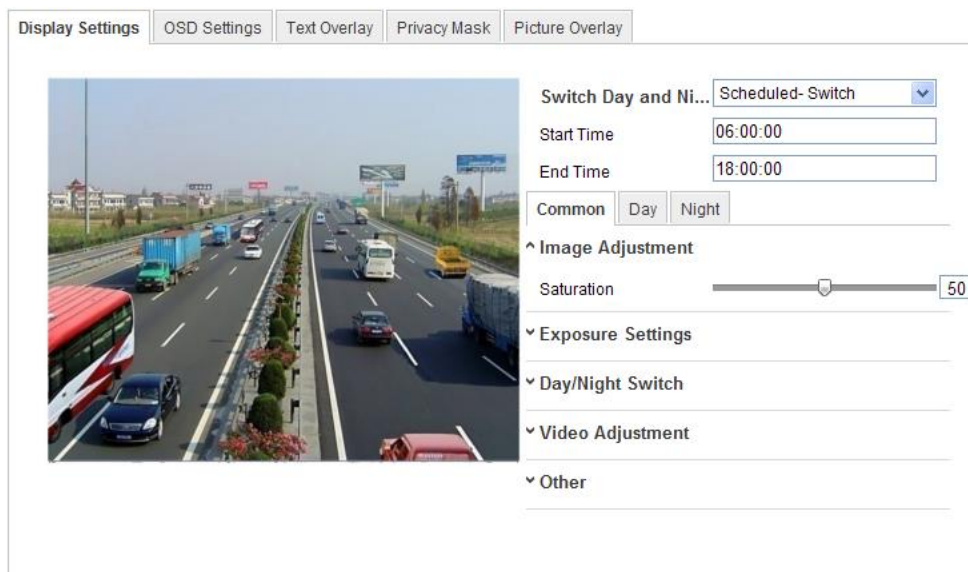 Display Settings OSD Settings Text Overlay Privacy Mask Picture Overlay
Switch Day and Ni... Scheduled- Switch
Start Time 06:00:00
End Time 18:00:00
Common Day Night
Image Adjustment
Saturation 50
Exposure Settings
Day/Night Switch
Video Adjustment
Other